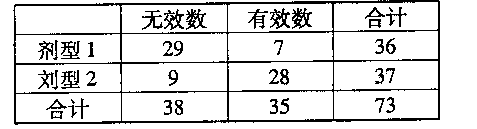 无效数 有效数 合计
剂型1 29 7 36
刘型2 9 28 37
合计 38 35 73